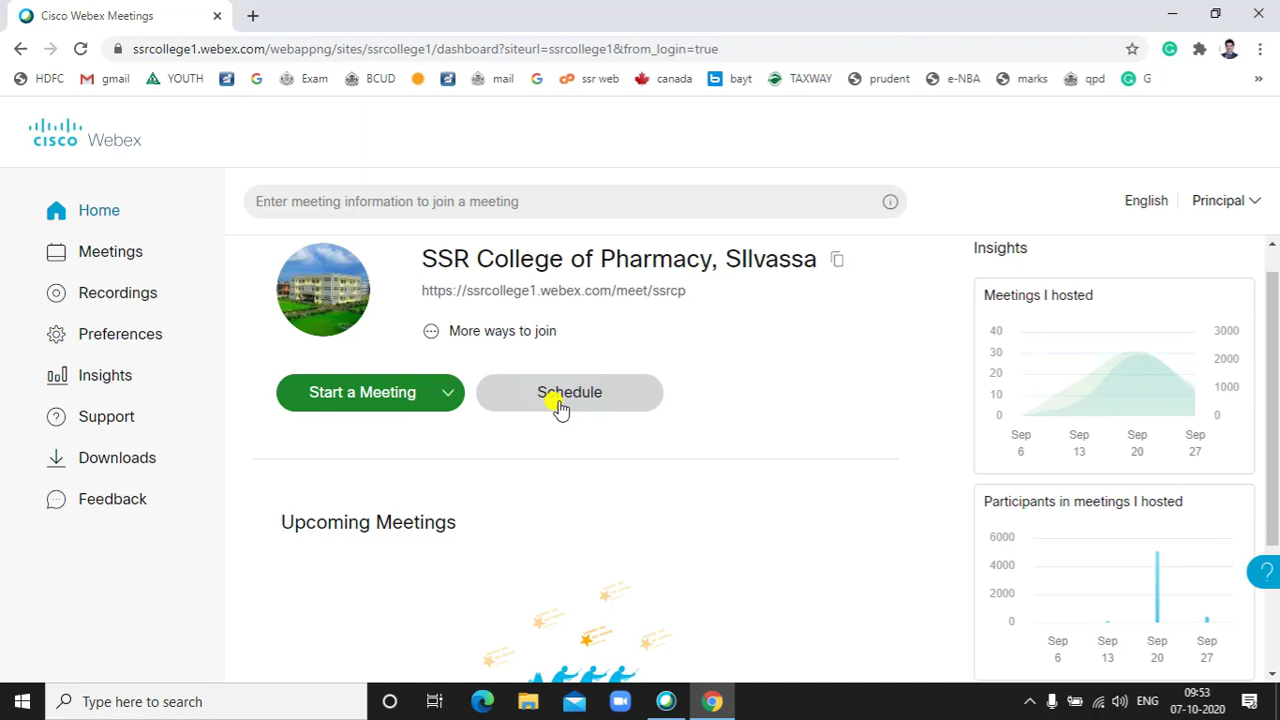 Cisco Webex Meetings
ssrcollege1.webex.com/webappng/sites/ssrcollege1/dashboard?siteurl=ssrcollege1&from_login=true
HDFC gmail YOUTH Exam BCUD mail ssr web canada bayt TAXWAY prudent e-NBA marks qpd G »
cisco Webex
Enter meeting information to join a meeting
English Principal
Home
Meetings
Recordings
Preferences
Insights
Support
Downloads
Feedback
SSR College of Pharmacy, SIlvassa
https://ssrcollege1.webex.com/meet/ssrcp
More ways to join
Start a Meeting Schedule
Upcoming Meetings
Insights
Meetings I hosted
40 3000
30 2000
20
10 1000
0 0
Sep Sep Sep Sep
6 13 20 27
Participants in meetings I hosted
6000
4000
2000
0
Sep Sep Sep Sep
6 13 20 27
?
Type here to search
ENG
09:53
07-10-2020